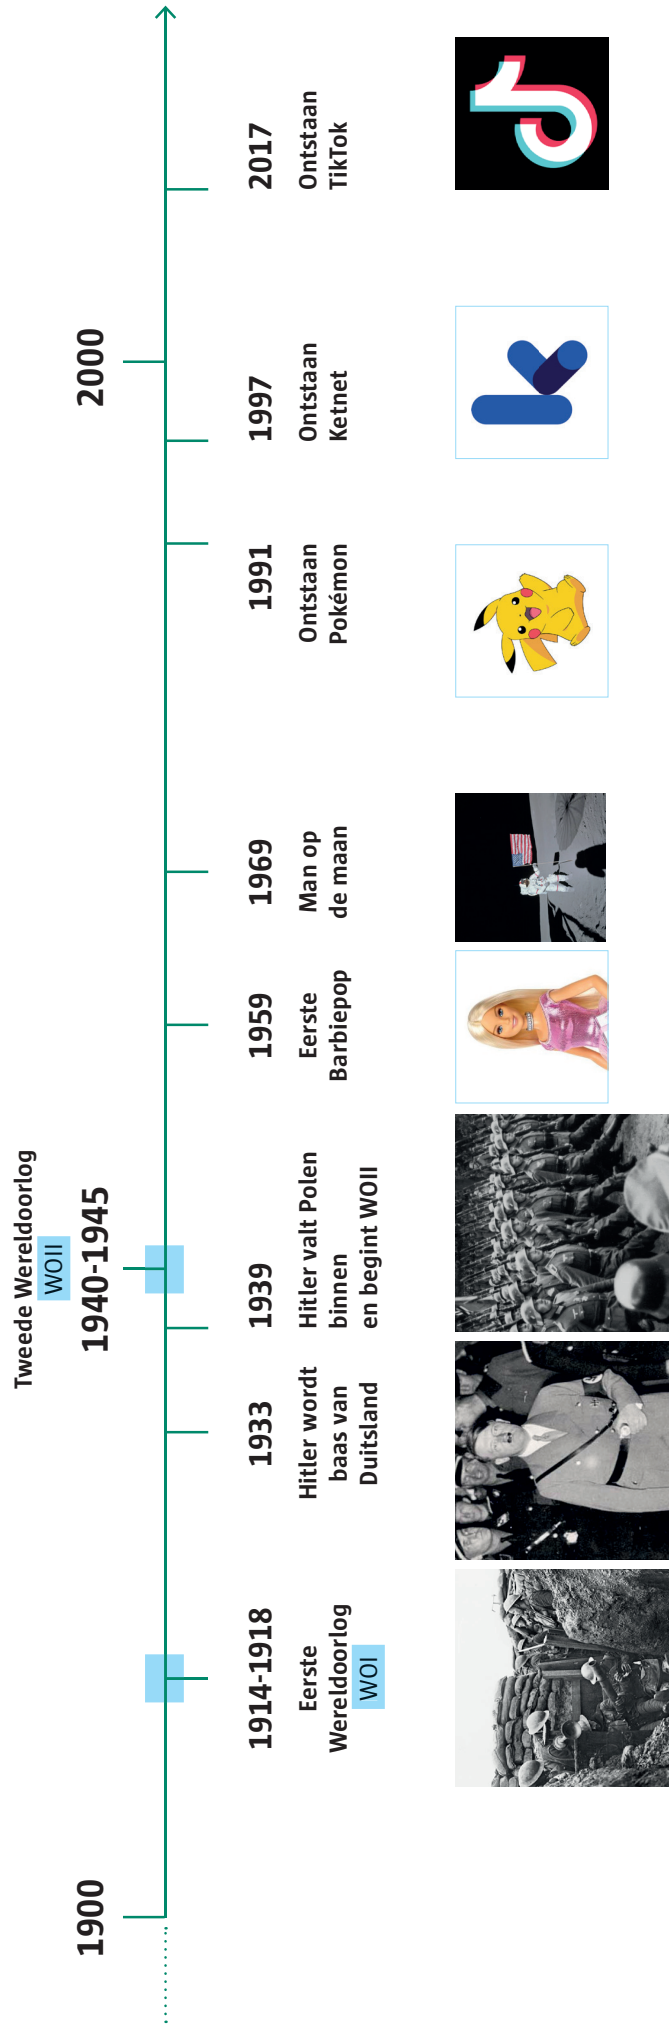 Tweede Wereldoorlog
WOII
1900
1940-1945
2000
1914-1918
Eerste
Wereldoorlog
WOI
1933
Hitler wordt
baas van
Duitsland
1939
Hitler valt Polen
binnen
en begint WOII
1959
Eerste
Barbiepop
1969
Man op
de maan
1991
Ontstaan
Pokémon
1997
Ontstaan
Ketnet
2017
Ontstaan
TikTok